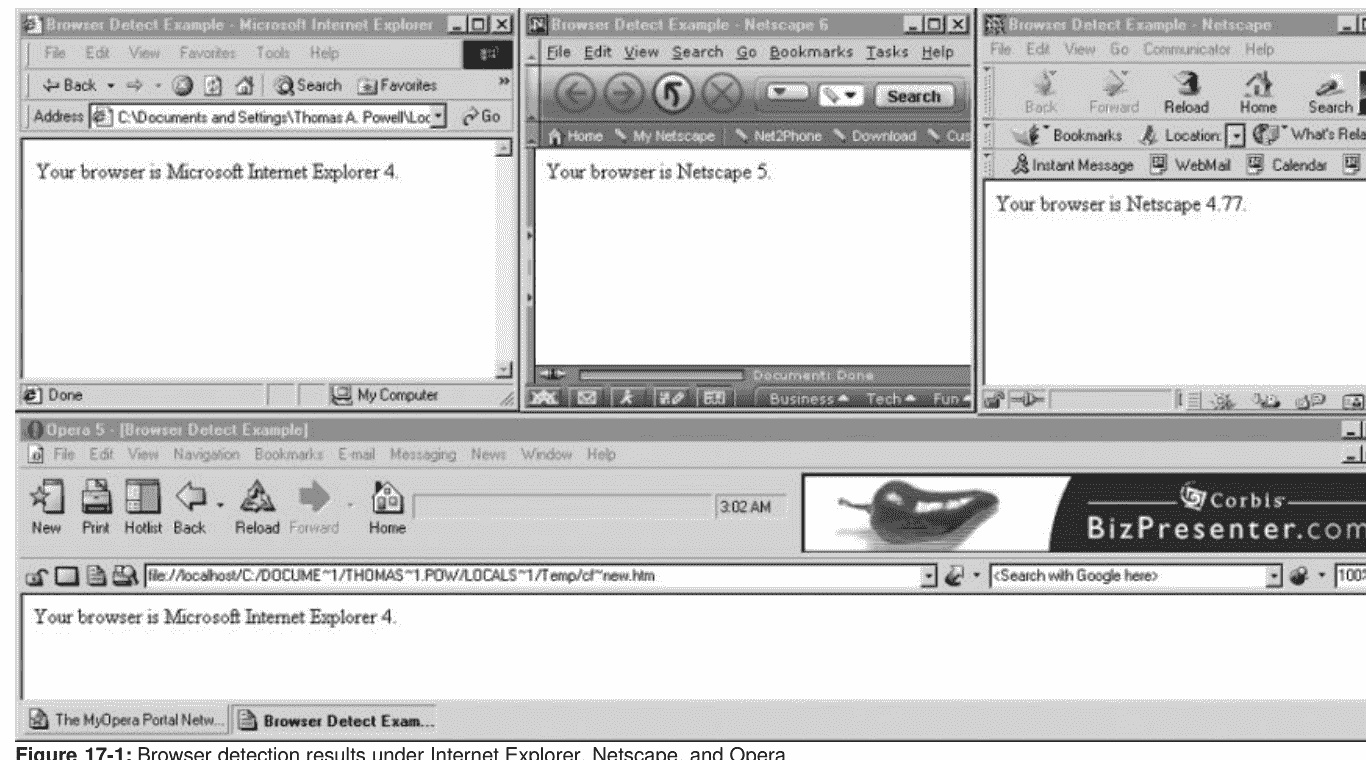 Browser Detect Example - Microsoft Internet Explorer
File Edit View Favorites Tools Help
Back Search Favorites »
Address C:\Documents and Settings\Thomas A. Powell\Loc Go
Your browser is Microsoft Internet Explorer 4.
Done My Computer
Browser Detect Example - Netscape 6
File Edit View Search Go Bookmarks Tasks Help
Search
Home My Netscape Net2Phone Download Cus
Your browser is Netscape 5.
Document: Done
Business Tech Fun
Browser Detect Example - Netscape
File Edit View Go Communicator Help
Back Forward Reload Home Search
Bookmarks Location: What's Rela
Instant Message WebMail Calendar
Your browser is Netscape 4.77.
Opera 5 - [Browser Detect Example]
File Edit View Navigation Bookmarks E-mail Messaging News Window Help
New Print Hotlist Back Reload Forward Home
3:02 AM
Corbis
BizPresenter.com
file://localhost/C:/DOCUME~1/THOMAS~1.POW/LOCALS~1/Temp/cf~new.htm
<Search with Google here>
100%
Your browser is Microsoft Internet Explorer 4.
The MyOpera Portal Netw... Browser Detect Exam...
Figure 17-1: Browser detection results under Internet Explorer, Netscape, and Opera